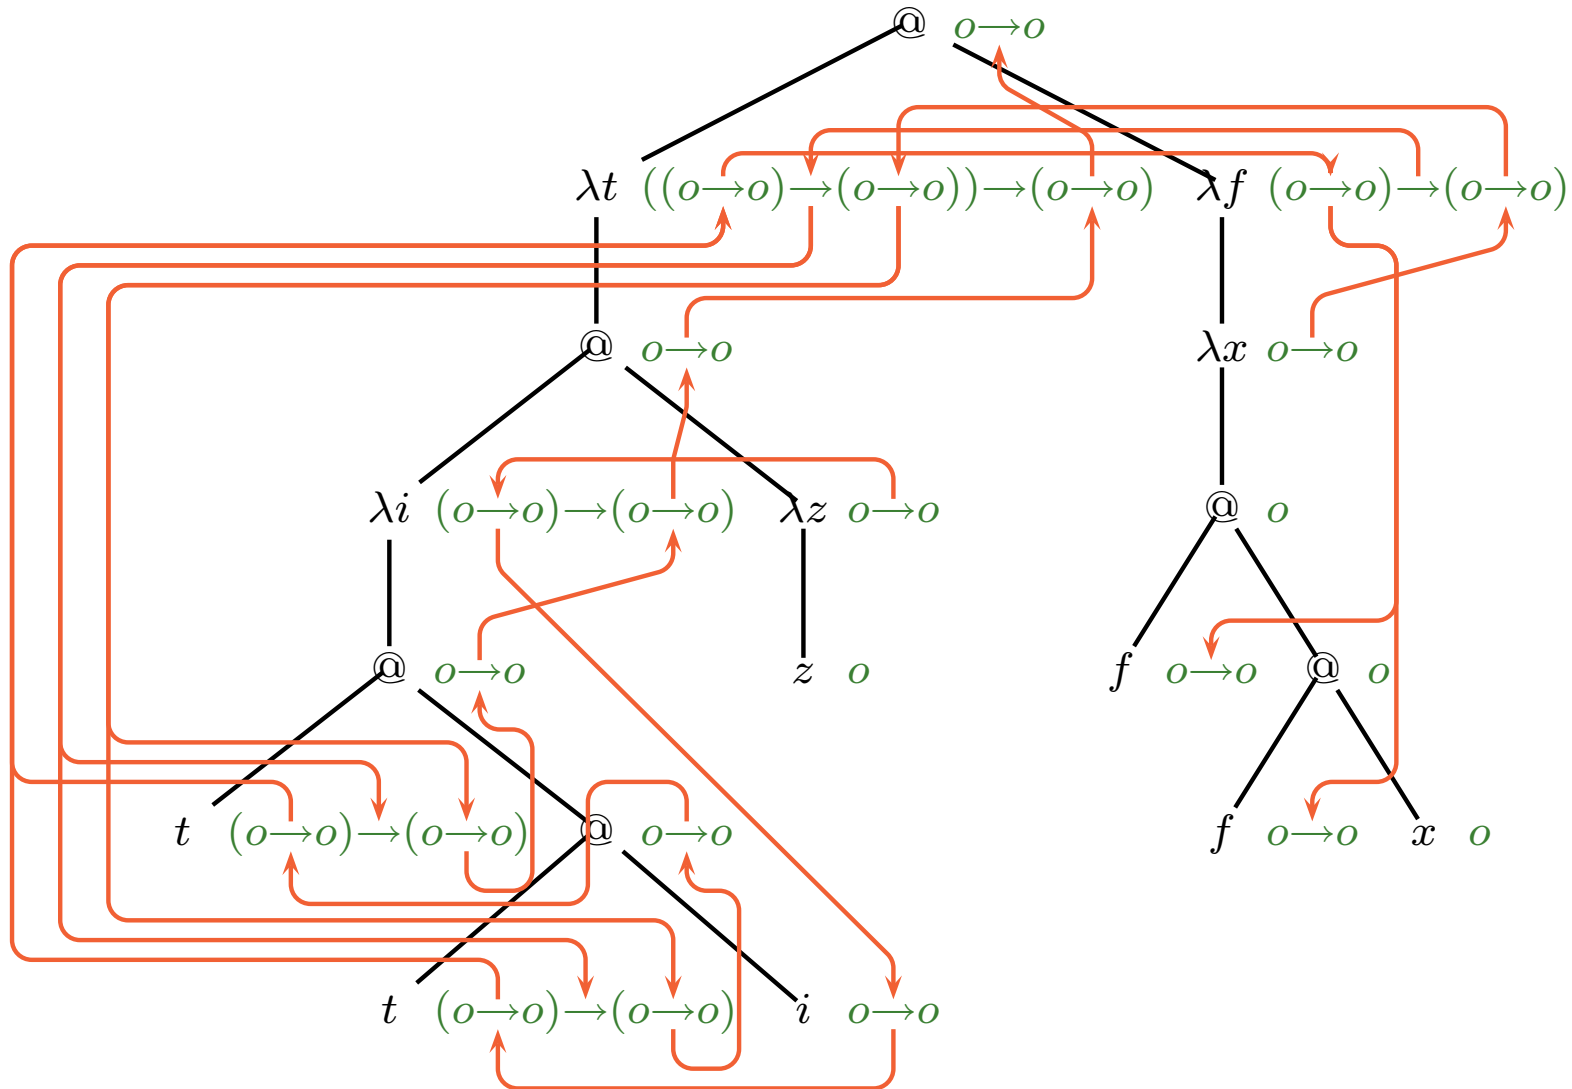 @ o→o
λt ((o→o)→(o→o))→(o→o) λf (o→o)→(o→o)
@ o→o λx o→o
λi (o→o)→(o→o) λz o→o @ o
@ o→o z o f o→o @ o
t (o→o)→(o→o) @ o→o f o→o x o
t (o→o)→(o→o) i o→o